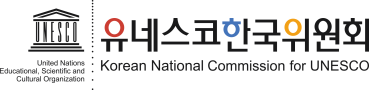 UNESCO
United Nations
Educational, Scientific and
Cultural Organization
유네스코한국위원회
Korean National Commission for UNESCO